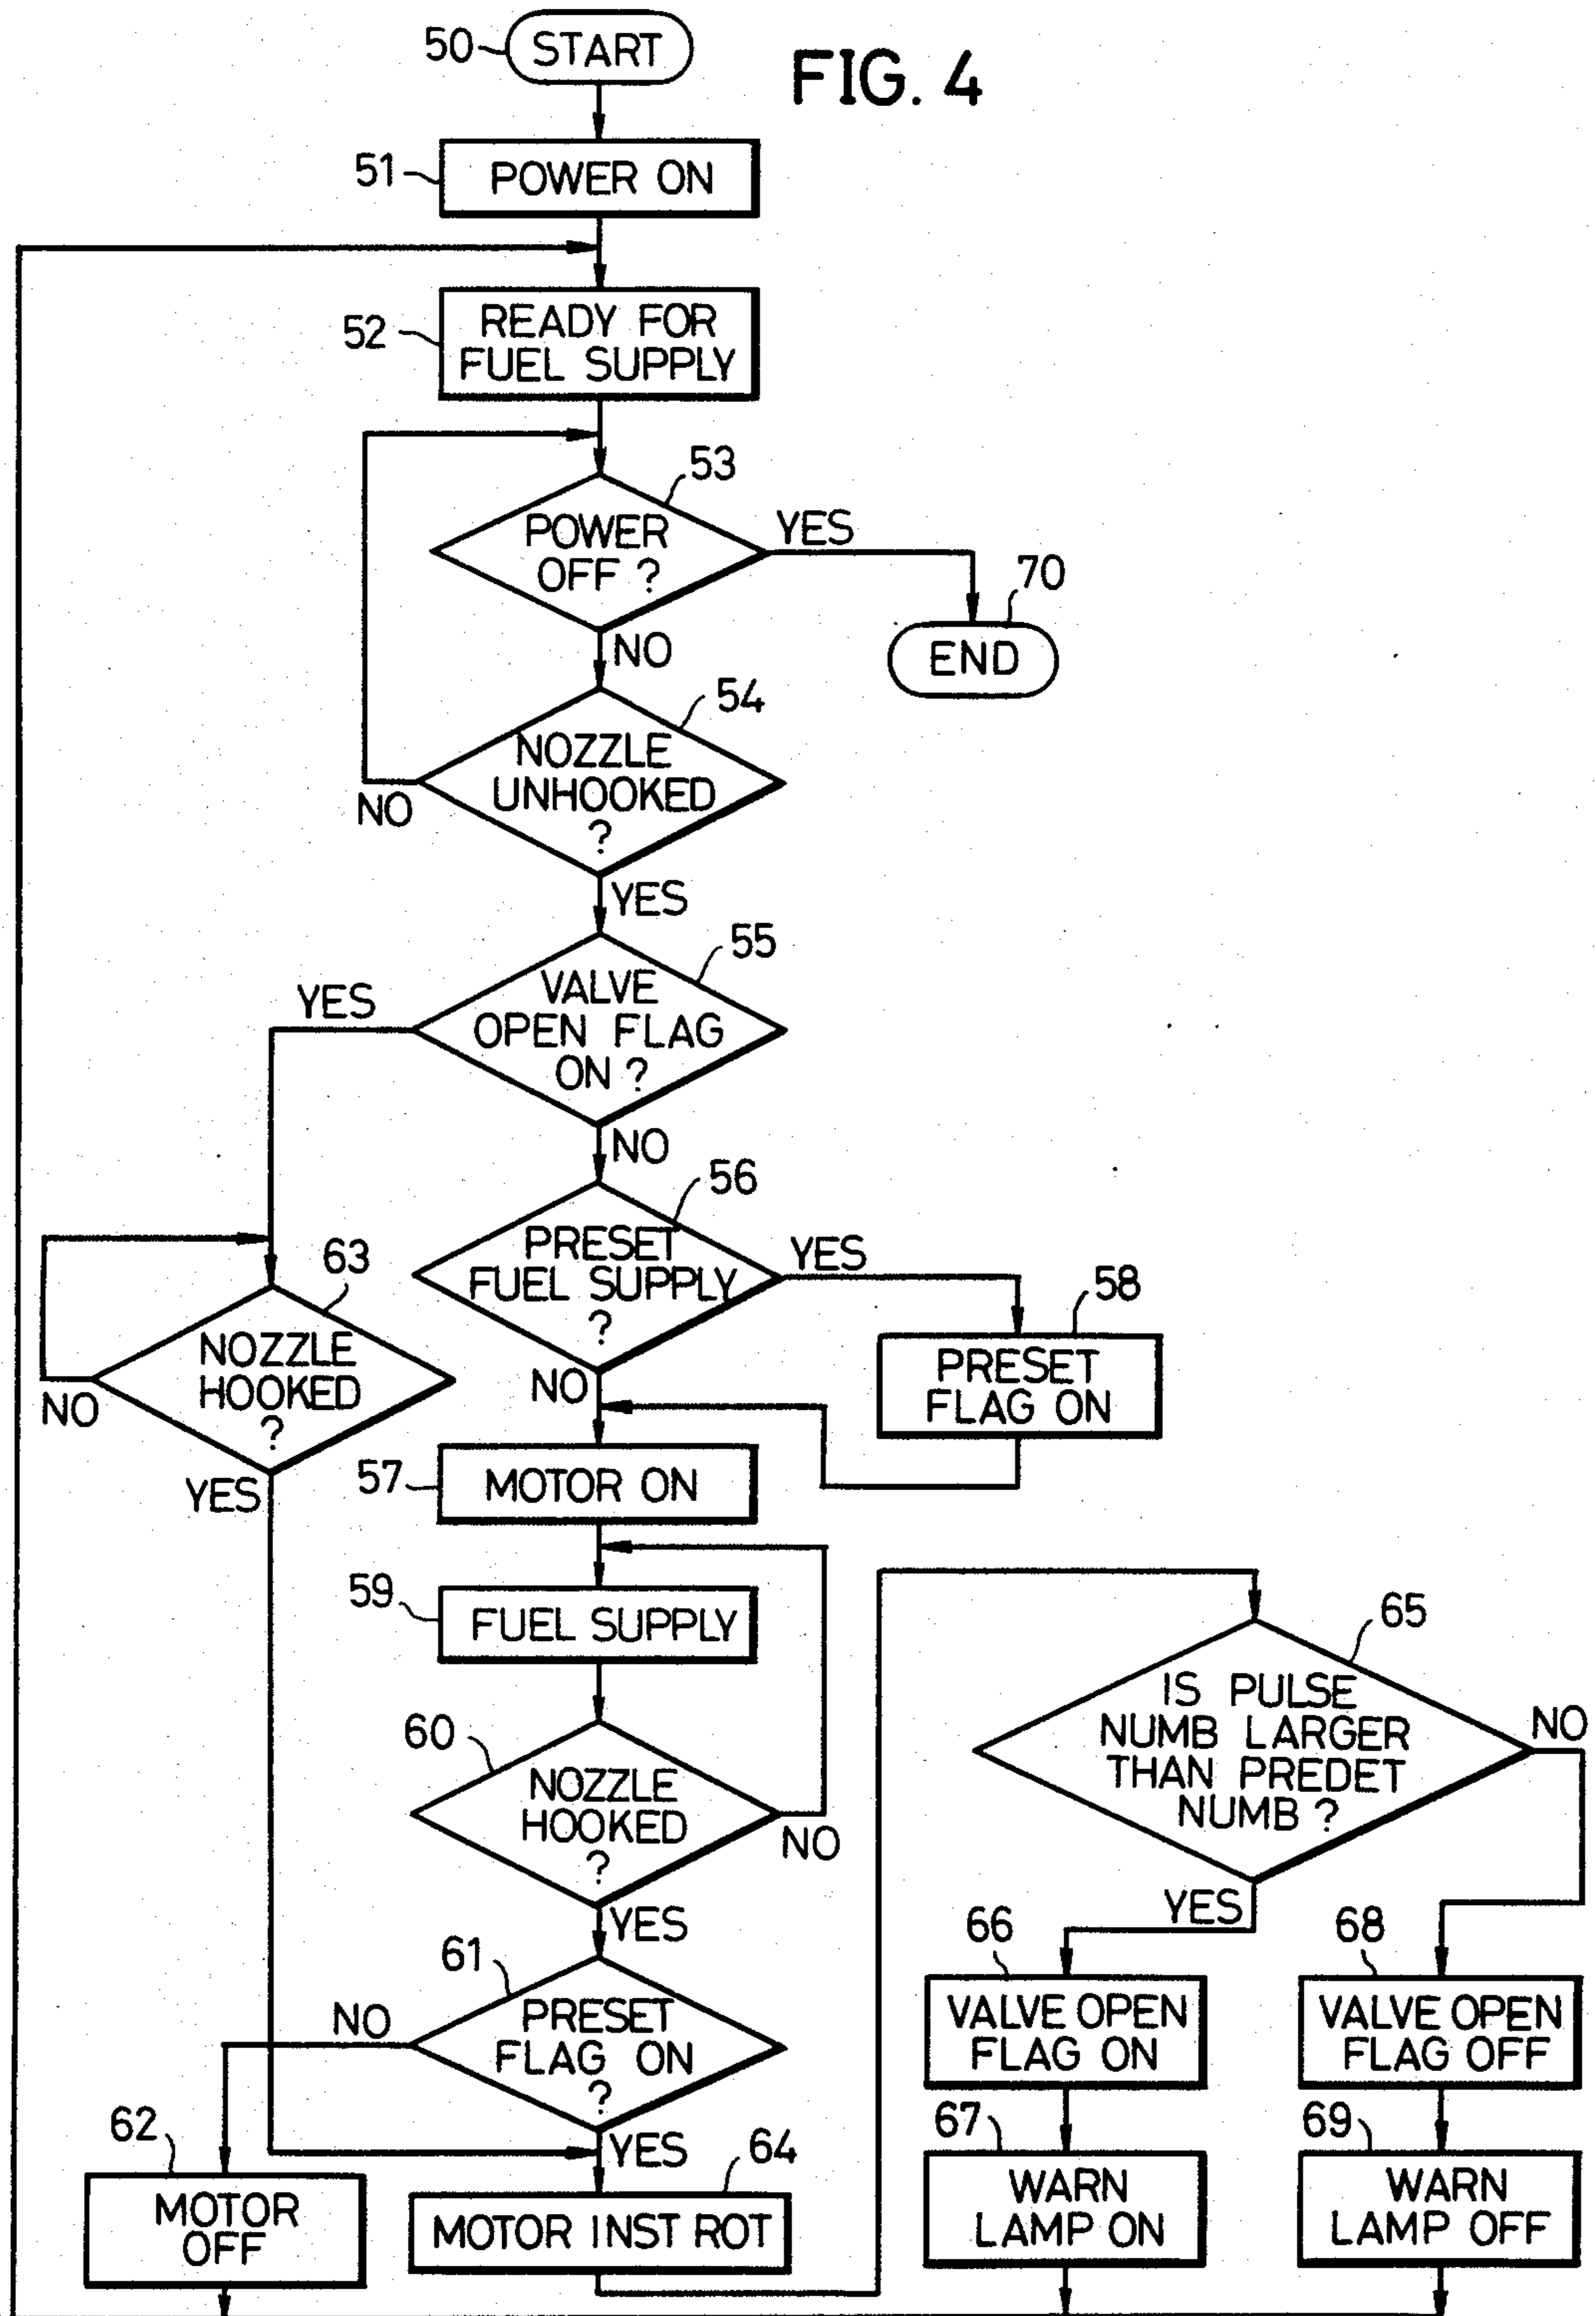 50
START
FIG. 4
51
POWER ON
52
READY FOR
FUEL SUPPLY
53
POWER
OFF ?
YES
70
END
NO
54
NOZZLE
UNHOOKED
?
NO
YES
55
VALVE
OPEN FLAG
ON ?
YES
NO
56
PRESET
FUEL SUPPLY
?
YES
58
PRESET
FLAG ON
NO
63
NOZZLE
HOOKED
?
NO
YES
57
MOTOR ON
59
FUEL SUPPLY
60
NOZZLE
HOOKED
?
NO
YES
61
PRESET
FLAG ON
?
NO
YES
62
MOTOR
OFF
64
MOTOR INST ROT
65
IS PULSE
NUMB LARGER
THAN PREDET
NUMB ?
NO
YES
66
VALVE OPEN
FLAG ON
68
VALVE OPEN
FLAG OFF
67
WARN
LAMP ON
69
WARN
LAMP OFF